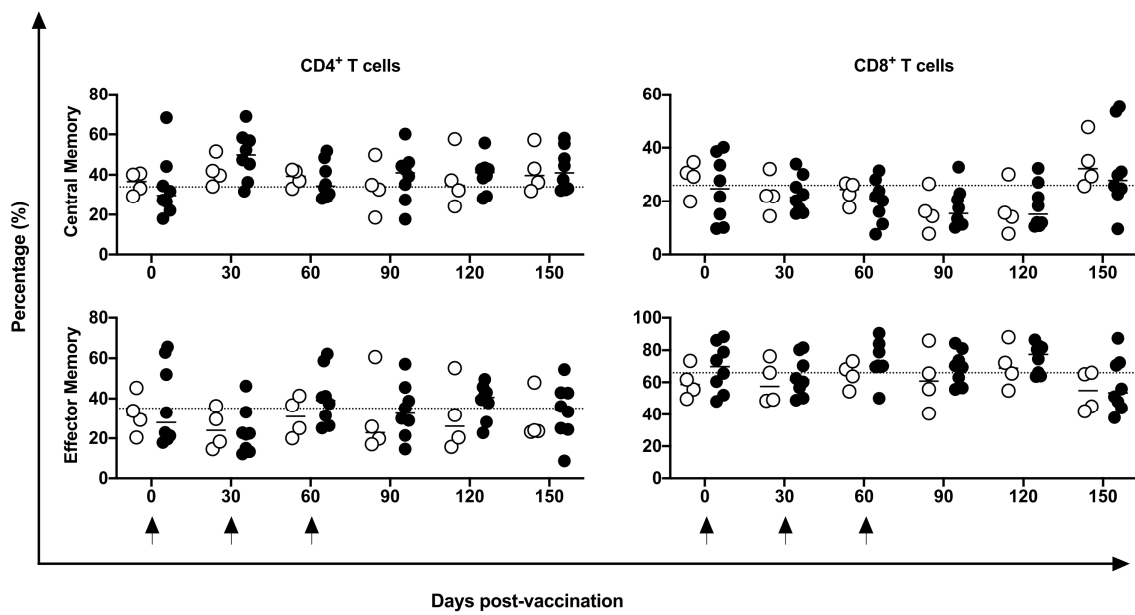 CD4+ T cells
CD8+ T cells
Percentage (%)
Central Memory
80
60
40
20
0
0 30 60 90 120 150
60
40
20
0
0 30 60 90 120 150
Effector Memory
80
60
40
20
0
0 30 60 90 120 150
100
80
60
40
20
0
0 30 60 90 120 150
Days post-vaccination